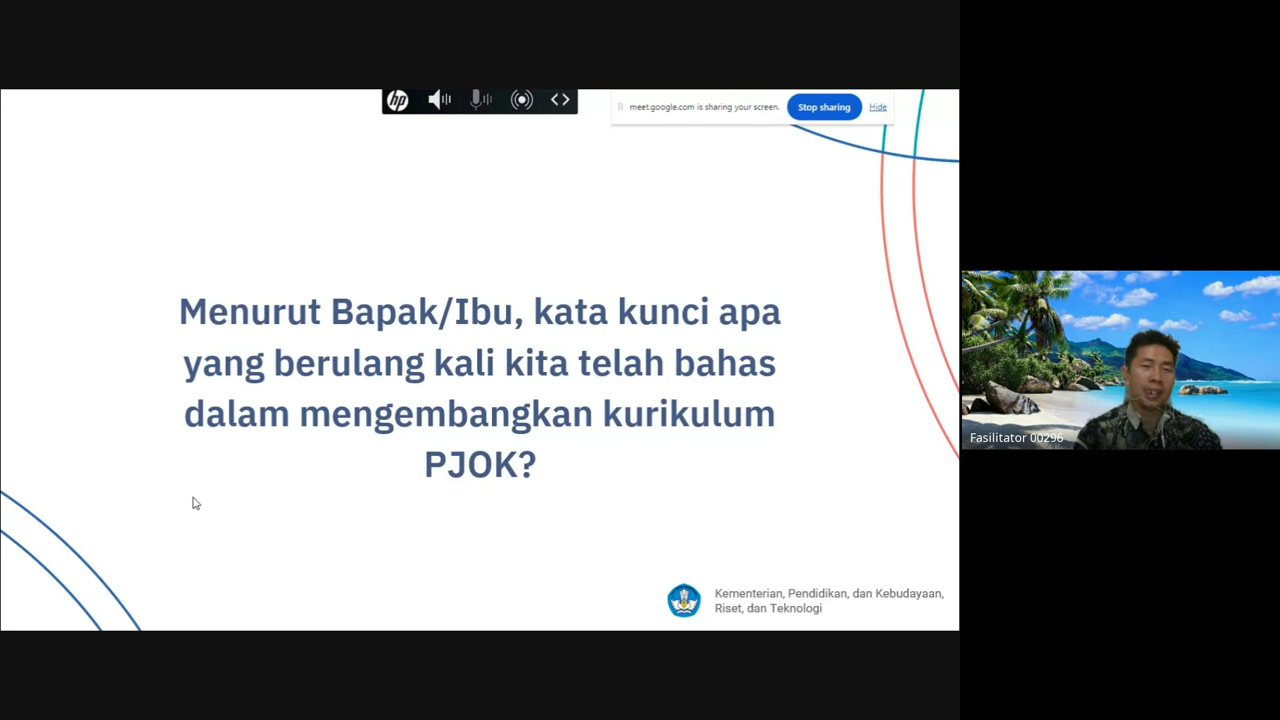 hp
meet.google.com is sharing your screen.
Stop sharing
Hide
Menurut Bapak/Ibu, kata kunci apa
yang berulang kali kita telah bahas
dalam mengembangkan kurikulum
PJOK?
Kementerian, Pendidikan, dan Kebudayaan,
Riset, dan Teknologi
Fasilitator 00296